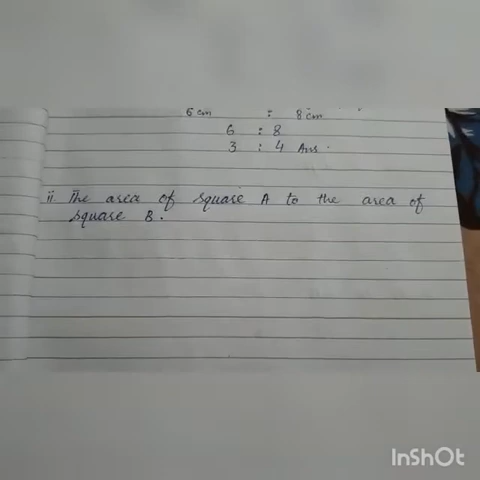 6 cm : 8 cm
6 : 8
3 : 4 Ans.
ii The area of square A to the area of
square B.
InShOt